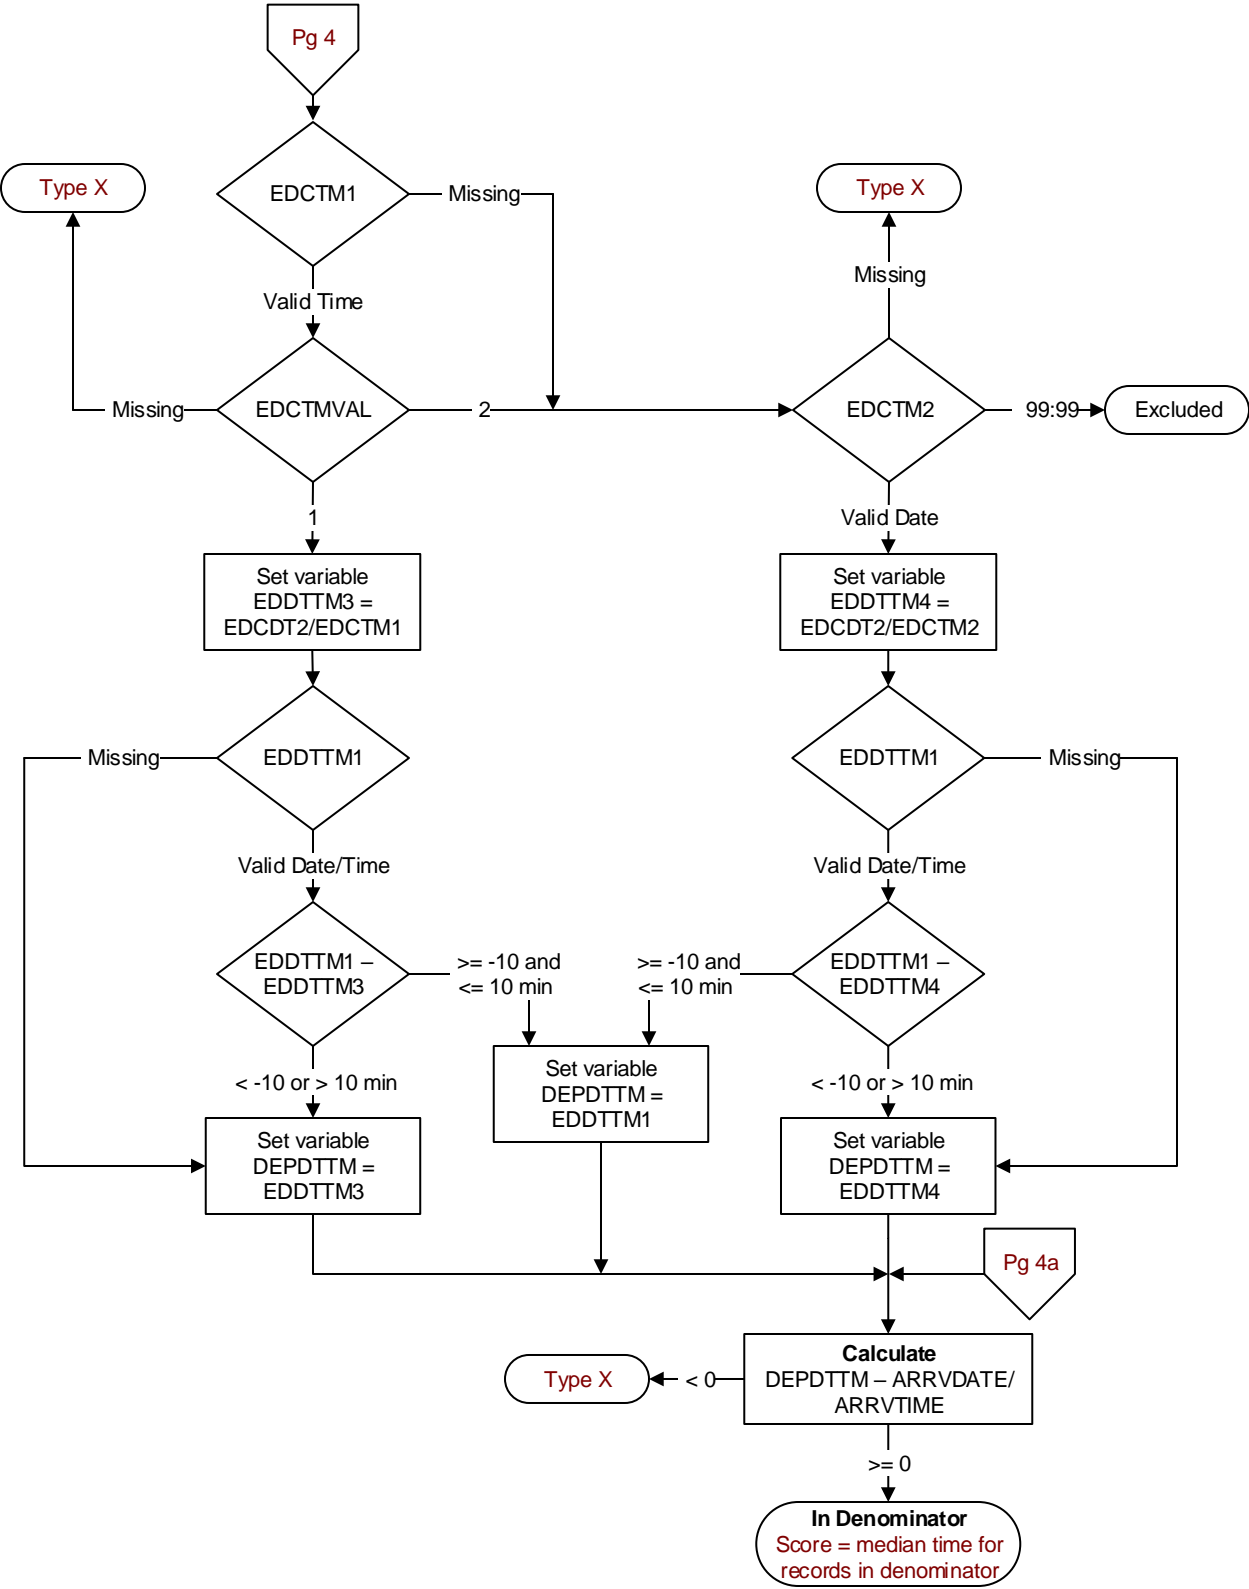 Pg 4
EDCTM1
Missing
Type X
Type X
Missing
Valid Time
Missing
EDCTMVAL
2
EDCTM2
99:99
Excluded
1
Valid Date
Set variable
EDDTTM3 =
EDCDT2/EDCTM1
Set variable
EDDTTM4 =
EDCDT2/EDCTM2
Missing
EDDTTM1
EDDTTM1
Missing
Valid Date/Time
Valid Date/Time
EDDTTM1 –
EDDTTM3
>= -10 and
<= 10 min
>= -10 and
<= 10 min
EDDTTM1 –
EDDTTM4
< -10 or > 10 min
Set variable
DEPDTTM =
EDDTTM1
< -10 or > 10 min
Set variable
DEPDTTM =
EDDTTM3
Set variable
DEPDTTM =
EDDTTM4
Pg 4a
Type X
< 0
Calculate
DEPDTTM – ARRVDATE/
ARRVTIME
>= 0
In Denominator
Score = median time for
records in denominator